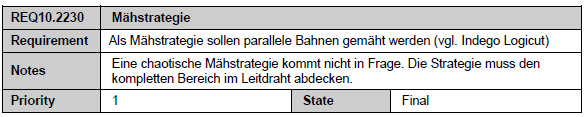 REQ10.2230 Mähstrategie
Requirement Als Mähstrategie sollen parallele Bahnen gemäht werden (vgl. Indego Logicut)
Notes Eine chaotische Mähstrategie kommt nicht in Frage. Die Strategie muss den
kompletten Bereich im Leitdraht abdecken.
Priority 1 State Final